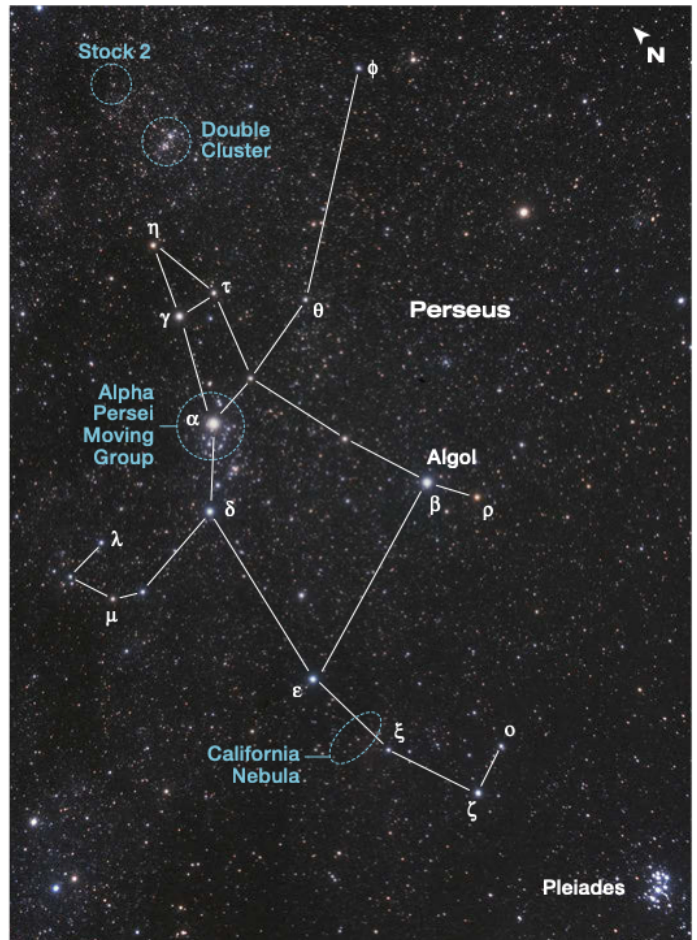 Stock 2
N
ϕ
Double
Cluster
η
τ
γ
θ
Perseus
Alpha
Persei
Moving
Group
α
Algol
β
ρ
δ
λ
μ
ε
ξ
ο
California
Nebula
ζ
Pleiades